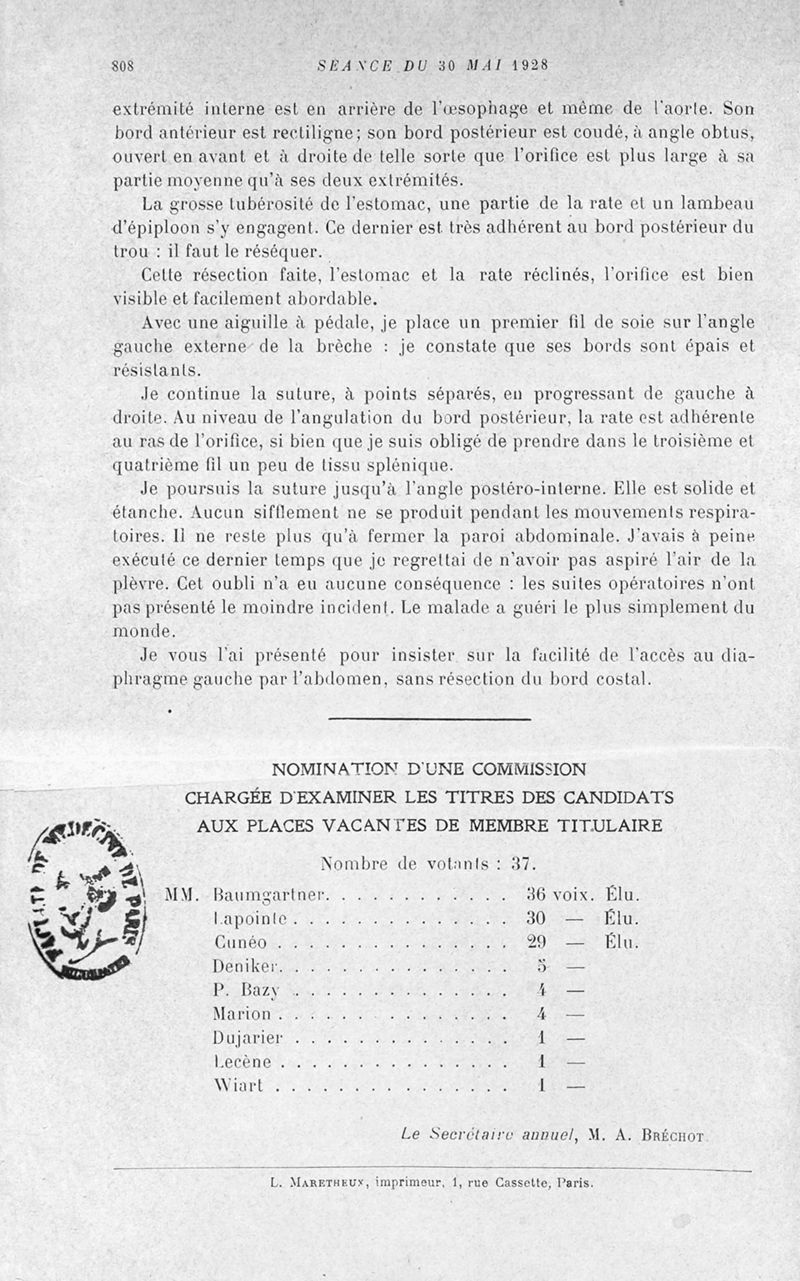 808 SÉANCE DU 30 MAI 1928
extrémité interne est en arrière de l'œsophage et même de l'aorte. Son
bord antérieur est rectiligne; son bord postérieur est coudé, à angle obtus,
ouvert en avant et à droite de telle sorte que l'orifice est plus large à sa
partie moyenne qu'à ses deux extrémités.
La grosse tubérosité de l'estomac, une partie de la rate et un lambeau
d'épiploon s'y engagent. Ce dernier est très adhérent au bord postérieur du
trou : il faut le réséquer.
Cette résection faite, l'estomac et la rate réclinés, l'orifice est bien
visible et facilement abordable.
Avec une aiguille à pédale, je place un premier fil de soie sur l'angle
gauche externe de la brèche : je constate que ses bords sont épais et
résistants.
Je continue la suture, à points séparés, en progressant de gauche à
droite. Au niveau de l'angulation du bord postérieur, la rate est adhérente
au ras de l'orifice, si bien que je suis obligé de prendre dans le troisième et
quatrième fil un peu de tissu splénique.
Je poursuis la suture jusqu'à l'angle postéro-interne. Elle est solide et
étanche. Aucun sifflement ne se produit pendant les mouvements respira-
toires. Il ne reste plus qu'à fermer la paroi abdominale. J'avais à peine
exécuté ce dernier temps que je regrettai de n'avoir pas aspiré l'air de la
plèvre. Cet oubli n'a eu aucune conséquence : les suites opératoires n'ont
pas présenté le moindre incident. Le malade a guéri le plus simplement du
monde.
Je vous l'ai présenté pour insister sur la facilité de l'accès au dia-
phragme gauche par l'abdomen, sans résection du bord costal.
NOMINATION D'UNE COMMISSION
CHARGÉE D'EXAMINER LES TITRES DES CANDIDATS
AUX PLACES VACANTES DE MEMBRE TITULAIRE
Nombre de votants : 37.
MM. Baumgartner. . . . . . . . . . . . 36 voix. Élu.
Lapointe . . . . . . . . . . . . . . 30 — Élu.
Cunéo . . . . . . . . . . . . . . . 29 — Élu.
Deniker. . . . . . . . . . . . . . . 5 —
P. Bazy . . . . . . . . . . . . . . 4 —
Marion . . . . . . . . . . . . . . 4 —
Dujarier . . . . . . . . . . . . . . 1 —
Lecène . . . . . . . . . . . . . . . 1 —
Wiart . . . . . . . . . . . . . . . 1 —
Le Secrétaire annuel, M. A. BRÉCHOT
L. MARETHEUX, imprimeur, 1, rue Cassette, Paris.